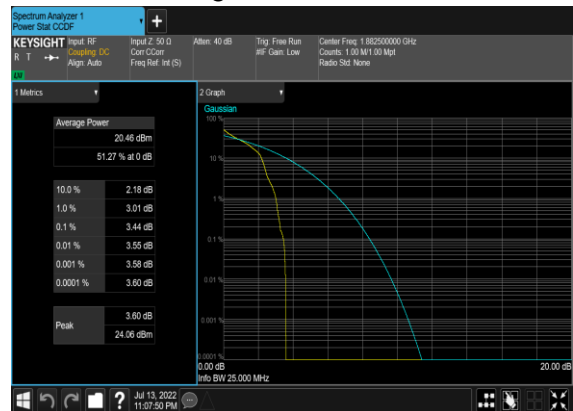 Spectrum Analyzer 1
Power Stat CCDF
KEYSIGHT
R T
Input: RF
Coupling: DC
Align: Auto
Input Z: 50 Ω
Corr CCorr
Freq Ref: Int (S)
Atten: 40 dB
Trig: Free Run
#IF Gain: Low
Center Freq: 1.882500000 GHz
Counts: 1.00 M/1.00 Mpt
Radio Std: None
1 Metrics
Average Power
20.46 dBm
51.27 % at 0 dB
10.0 % 2.18 dB
1.0 % 3.01 dB
0.1 % 3.44 dB
0.01 % 3.55 dB
0.001 % 3.58 dB
0.0001 % 3.60 dB
Peak
3.60 dB
24.06 dBm
2 Graph
Gaussian
100 %
10 %
1 %
0.1 %
0.01 %
0.001 %
0.0001 %
0.00 dB 20.00 dB
Info BW 25.000 MHz
?
Jul 13, 2022
11:07:50 PM